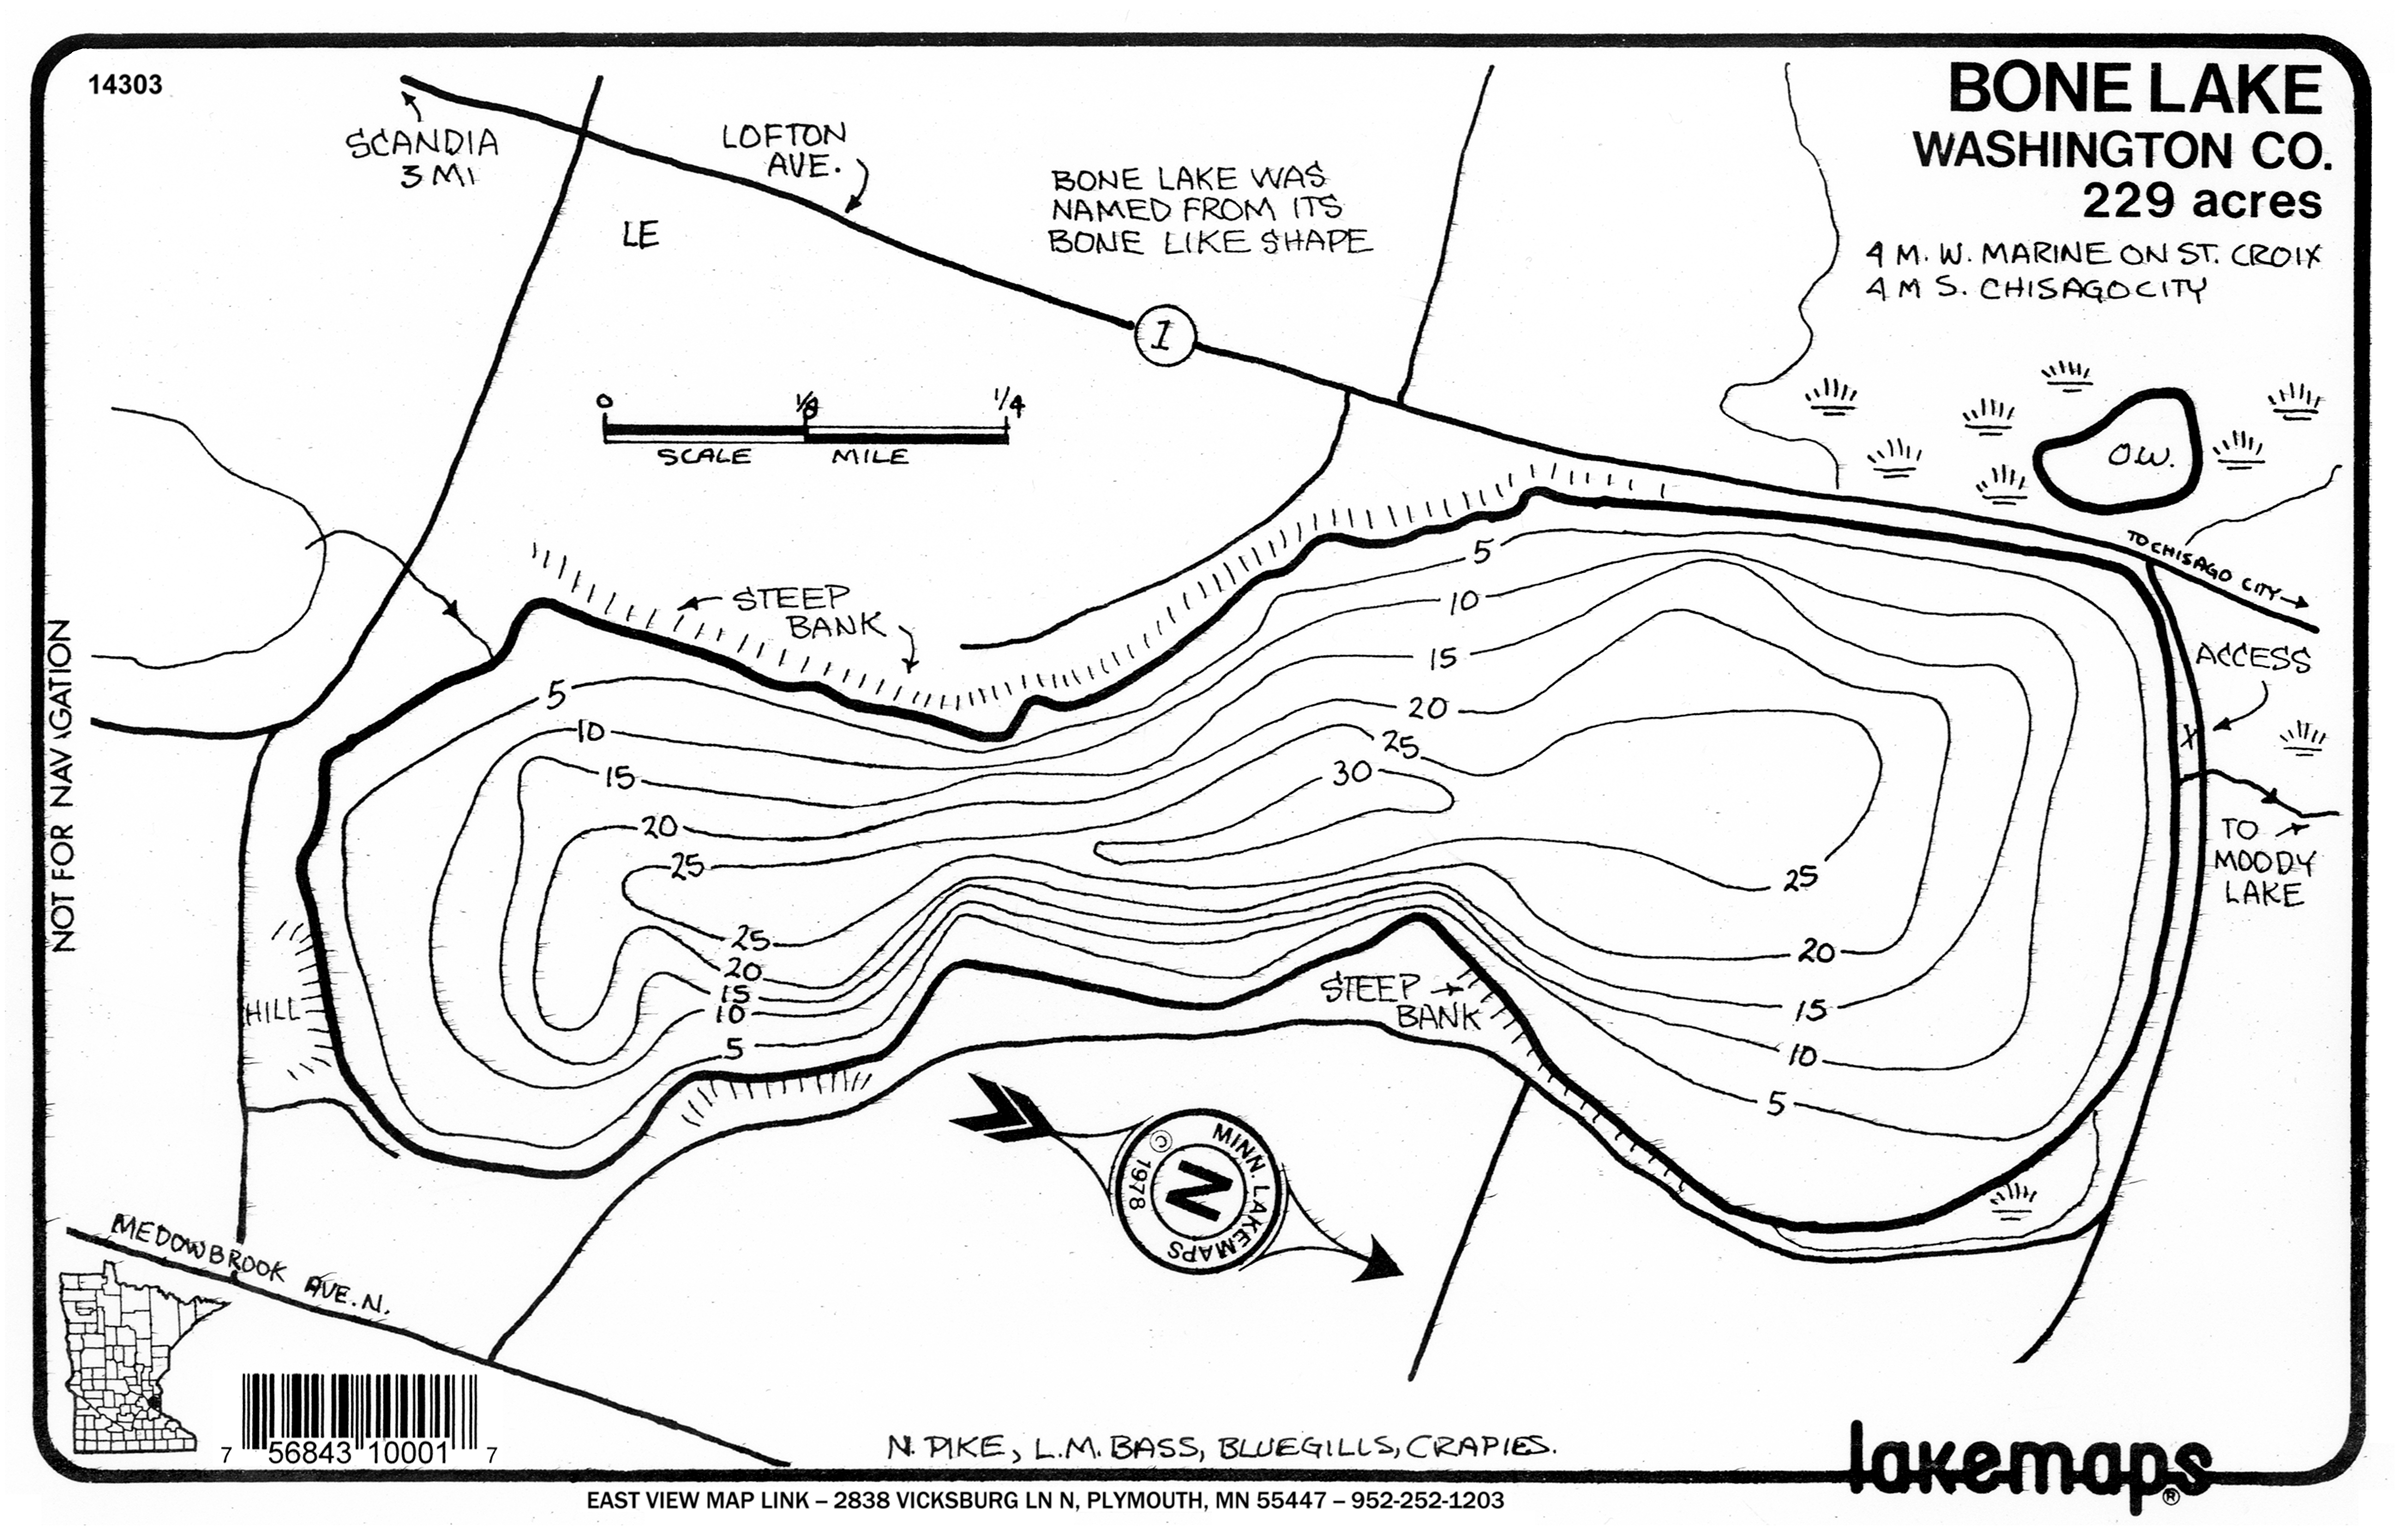 14303
BONE LAKE
WASHINGTON CO.
229 acres
4 M. W. MARINE ON ST. CROIX
4 M S. CHISAGO CITY
SCANDIA
3 MI
LOFTON
AVE.
LE
BONE LAKE WAS
NAMED FROM ITS
BONE LIKE SHAPE
1
0 1/8 1/4
SCALE MILE
O.W.
TO CHISAGO CITY
ACCESS
X
TO
MOODY
LAKE
STEEP
BANK
5
10
15
20
25
30
5
10
15
20
25
25
20
15
10
5
25
20
15
10
5
STEEP
BANK
HILL
NOT FOR NAVIGATION
MINN. LAKEMAPS
© 1978
N
MEDOWBROOK AVE. N.
7 56843 10001 7
N. PIKE, L.M. BASS, BLUEGILLS, CRAPIES.
lakemaps®
EAST VIEW MAP LINK – 2838 VICKSBURG LN N, PLYMOUTH, MN 55447 – 952-252-1203